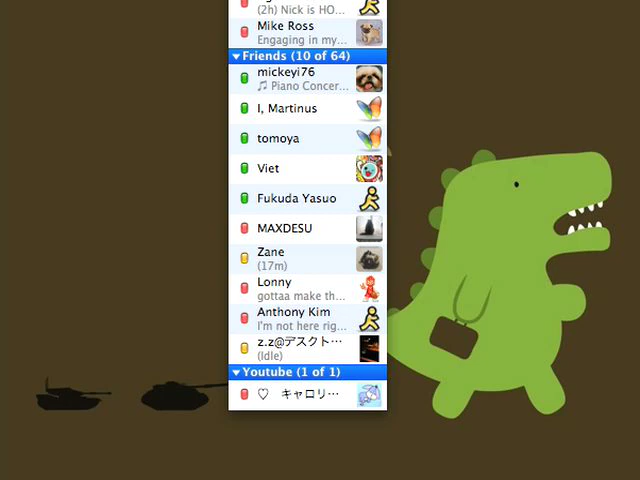 (2h) Nick is HO...
Mike Ross
Engaging in my...
Friends (10 of 64)
mickeyi76
🎵 Piano Concer...
I, Martinus
tomoya
Viet
Fukuda Yasuo
MAXDESU
Zane
(17m)
Lonny
gottaa make th...
Anthony Kim
I'm not here rig...
z.z@デスクト…
(Idle)
Youtube (1 of 1)
♡ キャロリ…